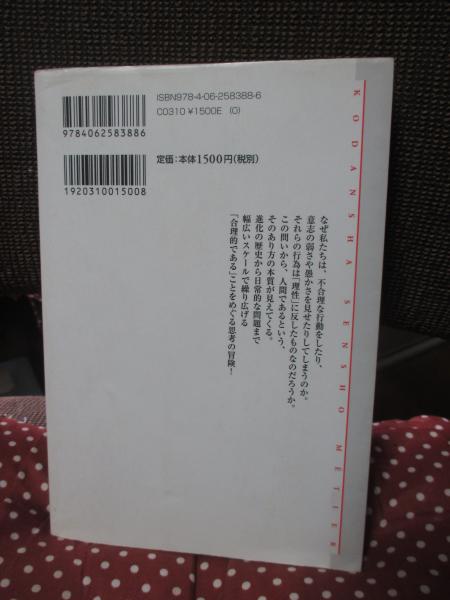 ISBN978-4-06-258388-6
C0310 ¥1500E (0)
9784062583886
定価：本体1500円(税別)
1920310015008
KODANSHA SENSHO MÉTIER
なぜ私たちは、不合理な行動をしたり、
意志の弱さや愚かさを見せたりしてしまうのか。
それらの行為は「理性」に反したものなのだろうか。
この問いから、人間であるという、
そのあり方の本質が見えてくる。
進化の歴史から日常的な問題まで
幅広いスケールで繰り広げる
「合理的である」ことをめぐる思考の冒険！